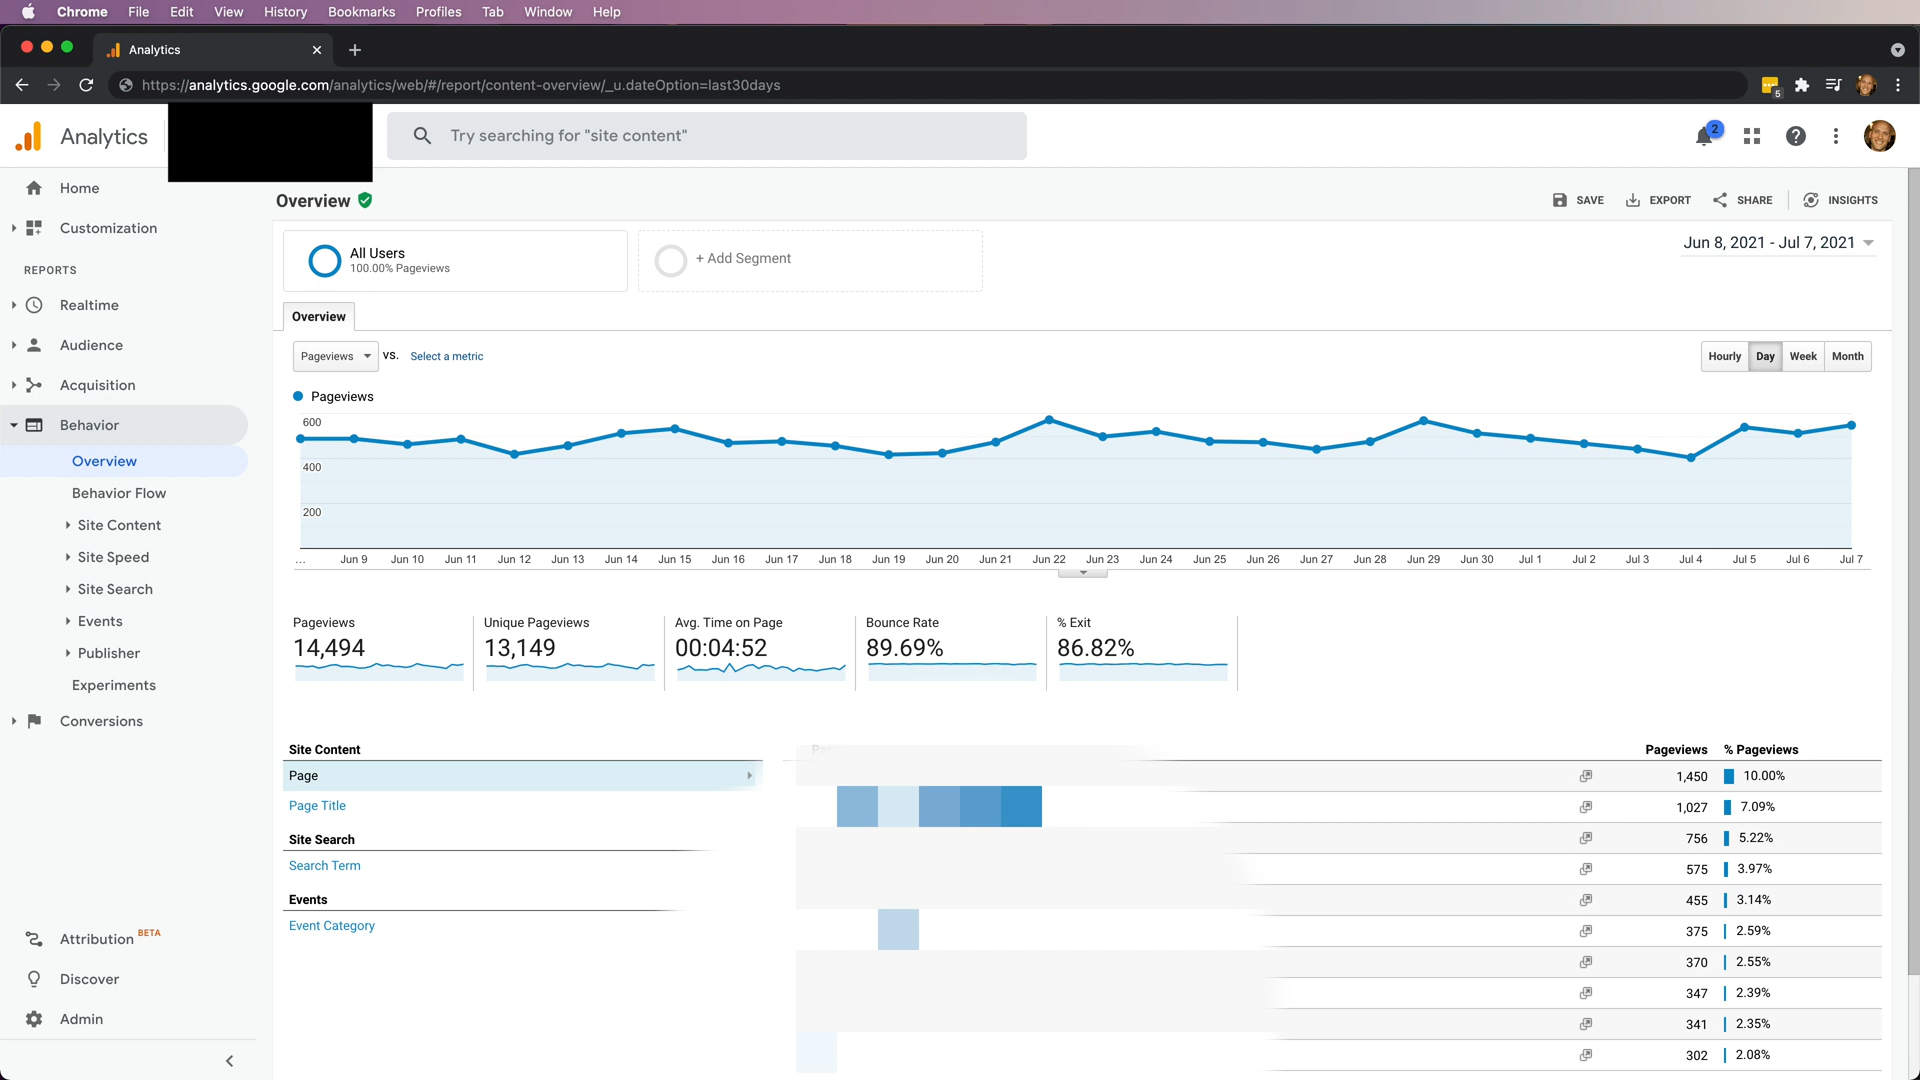 Chrome File Edit View History Bookmarks Profiles Tab Window Help
Analytics
https://analytics.google.com/analytics/web/#/report/content-overview/_u.dateOption=last30days
5
Analytics
Try searching for "site content"
2
Home
Customization
REPORTS
Realtime
Audience
Acquisition
Behavior
Overview
Behavior Flow
Site Content
Site Speed
Site Search
Events
Publisher
Experiments
Conversions
Attribution BETA
Discover
Admin
Overview
SAVE EXPORT SHARE INSIGHTS
All Users
100.00% Pageviews
+ Add Segment
Jun 8, 2021 - Jul 7, 2021
Overview
Pageviews vs. Select a metric
Hourly Day Week Month
Pageviews
600
400
200
... Jun 9 Jun 10 Jun 11 Jun 12 Jun 13 Jun 14 Jun 15 Jun 16 Jun 17 Jun 18 Jun 19 Jun 20 Jun 21 Jun 22 Jun 23 Jun 24 Jun 25 Jun 26 Jun 27 Jun 28 Jun 29 Jun 30 Jul 1 Jul 2 Jul 3 Jul 4 Jul 5 Jul 6 Jul 7
Pageviews
14,494
Unique Pageviews
13,149
Avg. Time on Page
00:04:52
Bounce Rate
89.69%
% Exit
86.82%
Site Content
Page
Page Title
Site Search
Search Term
Events
Event Category
Pageviews % Pageviews
1,450 10.00%
1,027 7.09%
756 5.22%
575 3.97%
455 3.14%
375 2.59%
370 2.55%
347 2.39%
341 2.35%
302 2.08%